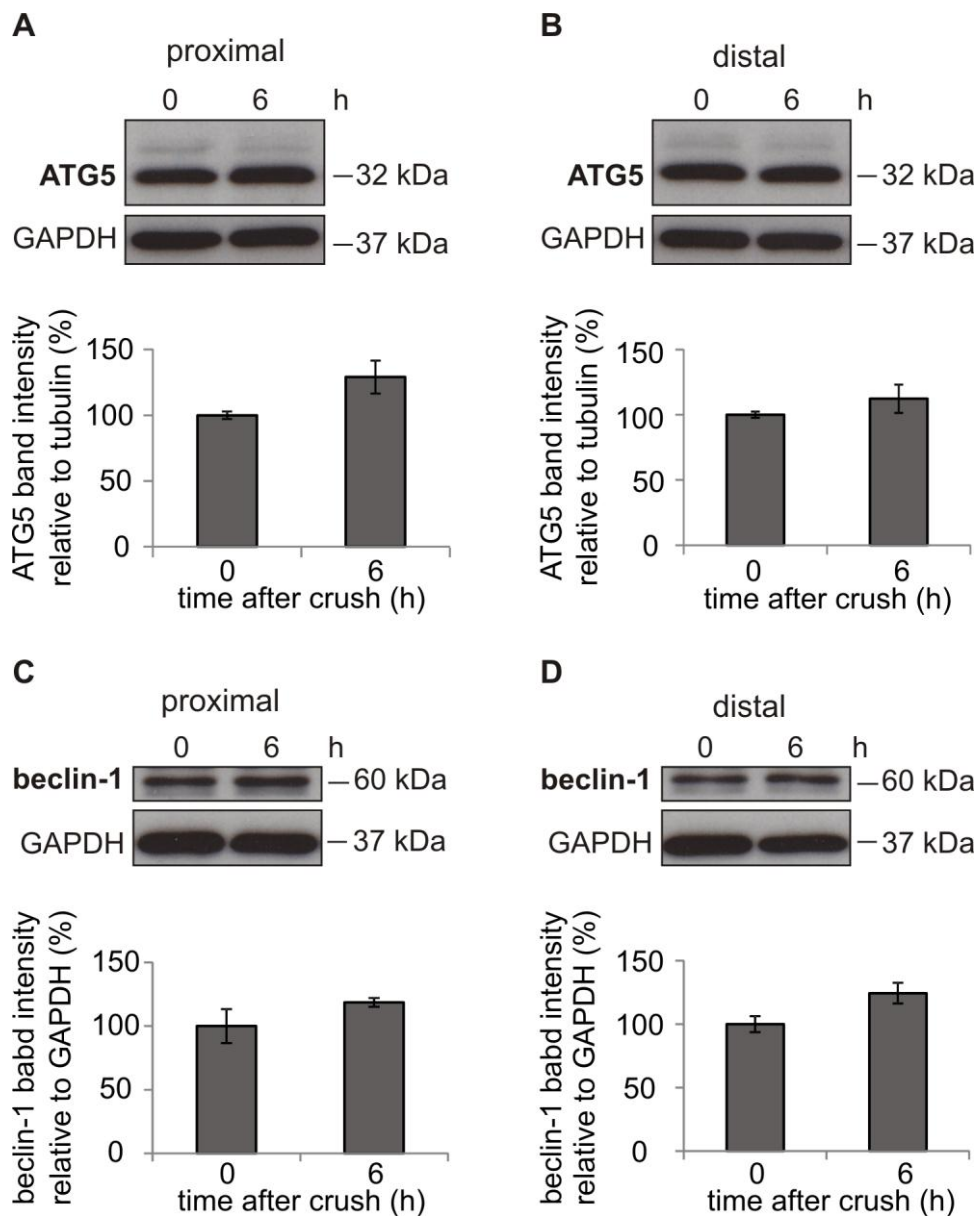 A
proximal
0 6 h
ATG5 –32 kDa
GAPDH –37 kDa
ATG5 band intensity
relative to tubulin (%)
150
100
50
0
0 6
time after crush (h)
B
distal
0 6 h
ATG5 –32 kDa
GAPDH –37 kDa
ATG5 band intensity
relative to tubulin (%)
150
100
50
0
0 6
time after crush (h)
C
proximal
0 6 h
beclin-1 –60 kDa
GAPDH –37 kDa
beclin-1 babd intensity
relative to GAPDH (%)
150
100
50
0
0 6
time after crush (h)
D
distal
0 6 h
beclin-1 –60 kDa
GAPDH –37 kDa
beclin-1 babd intensity
relative to GAPDH (%)
150
100
50
0
0 6
time after crush (h)